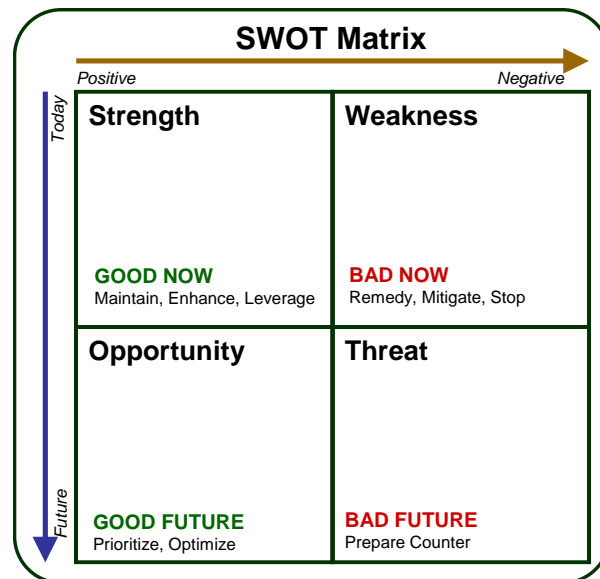 SWOT Matrix
Positive
Negative
Today
Strength
GOOD NOW
Maintain, Enhance, Leverage
Weakness
BAD NOW
Remedy, Mitigate, Stop
Opportunity
GOOD FUTURE
Prioritize, Optimize
Threat
BAD FUTURE
Prepare Counter
Future